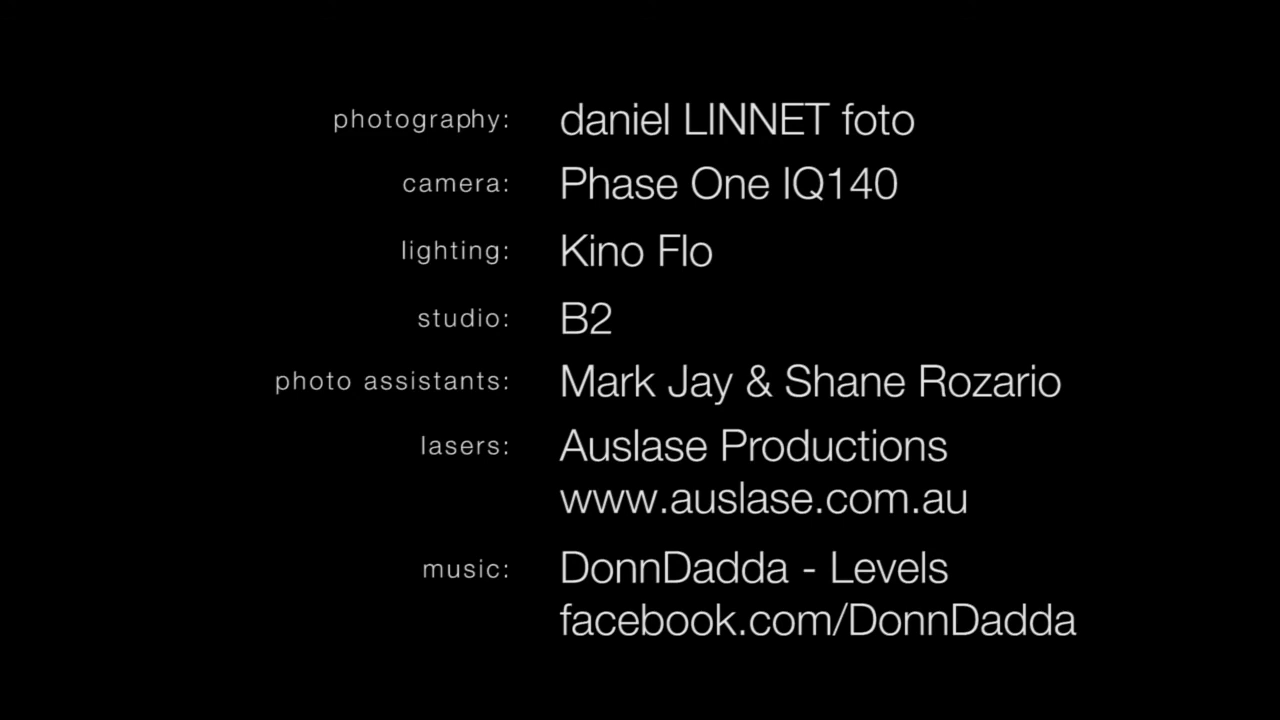 photography: daniel LINNET foto
camera: Phase One IQ140
lighting: Kino Flo
studio: B2
photo assistants: Mark Jay & Shane Rozario
lasers: Auslase Productions
www.auslase.com.au
music: DonnDadda - Levels
facebook.com/DonnDadda